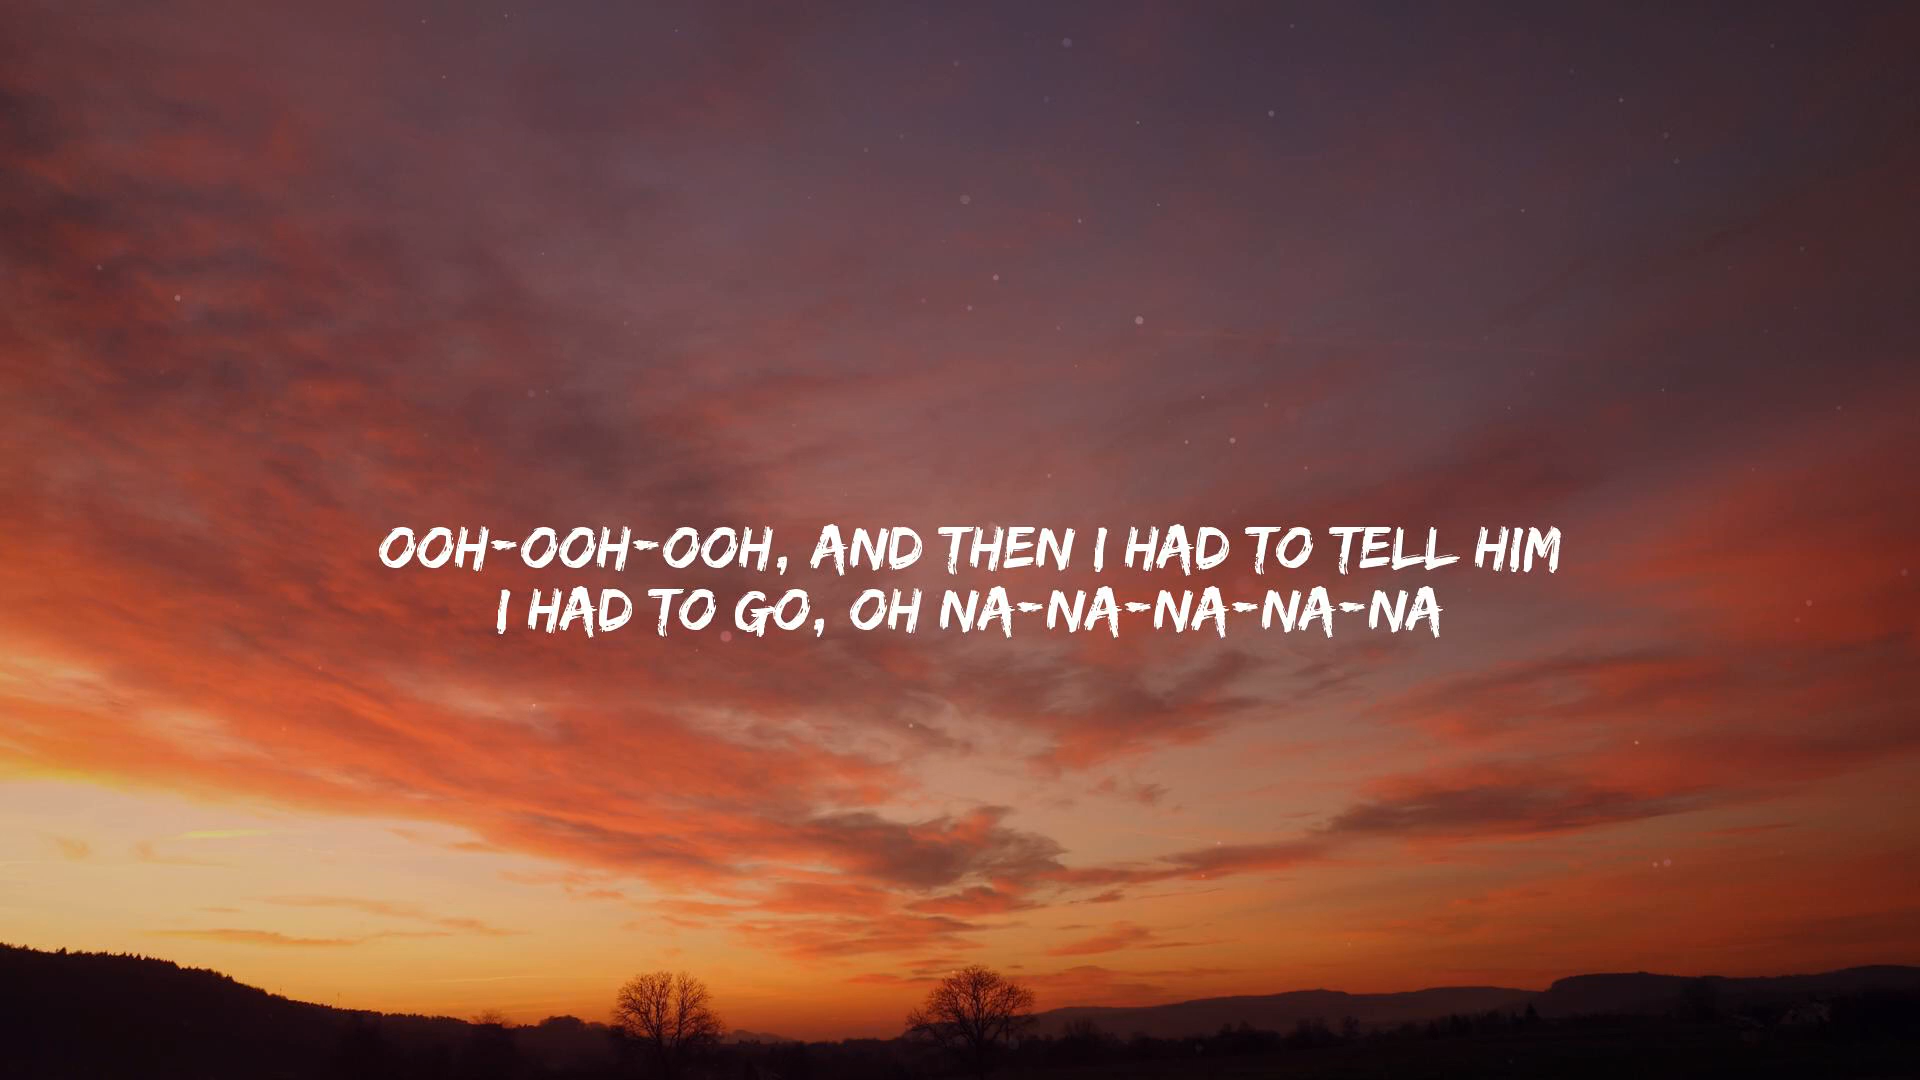 OOH-OOH-OOH, AND THEN I HAD TO TELL HIM
I HAD TO GO, OH NA-NA-NA-NA-NA